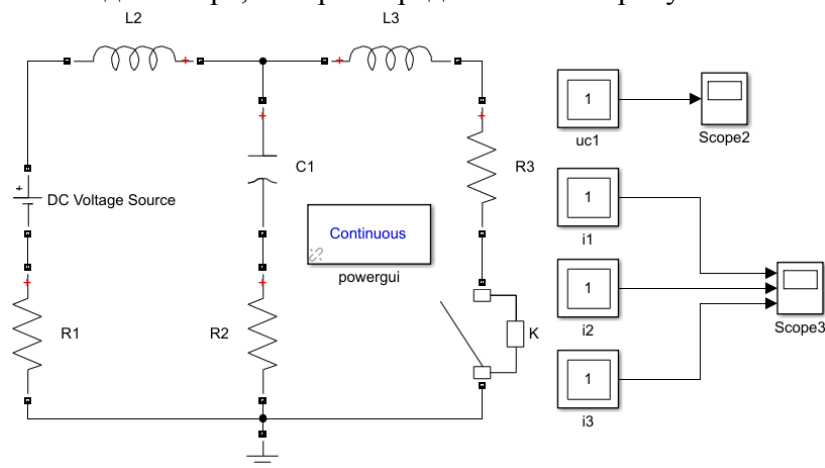 L2
L3
C1
R3
DC Voltage Source
Continuous
powergui
R1
R2
K
1
uc1
Scope2
1
i1
1
i2
Scope3
1
i3